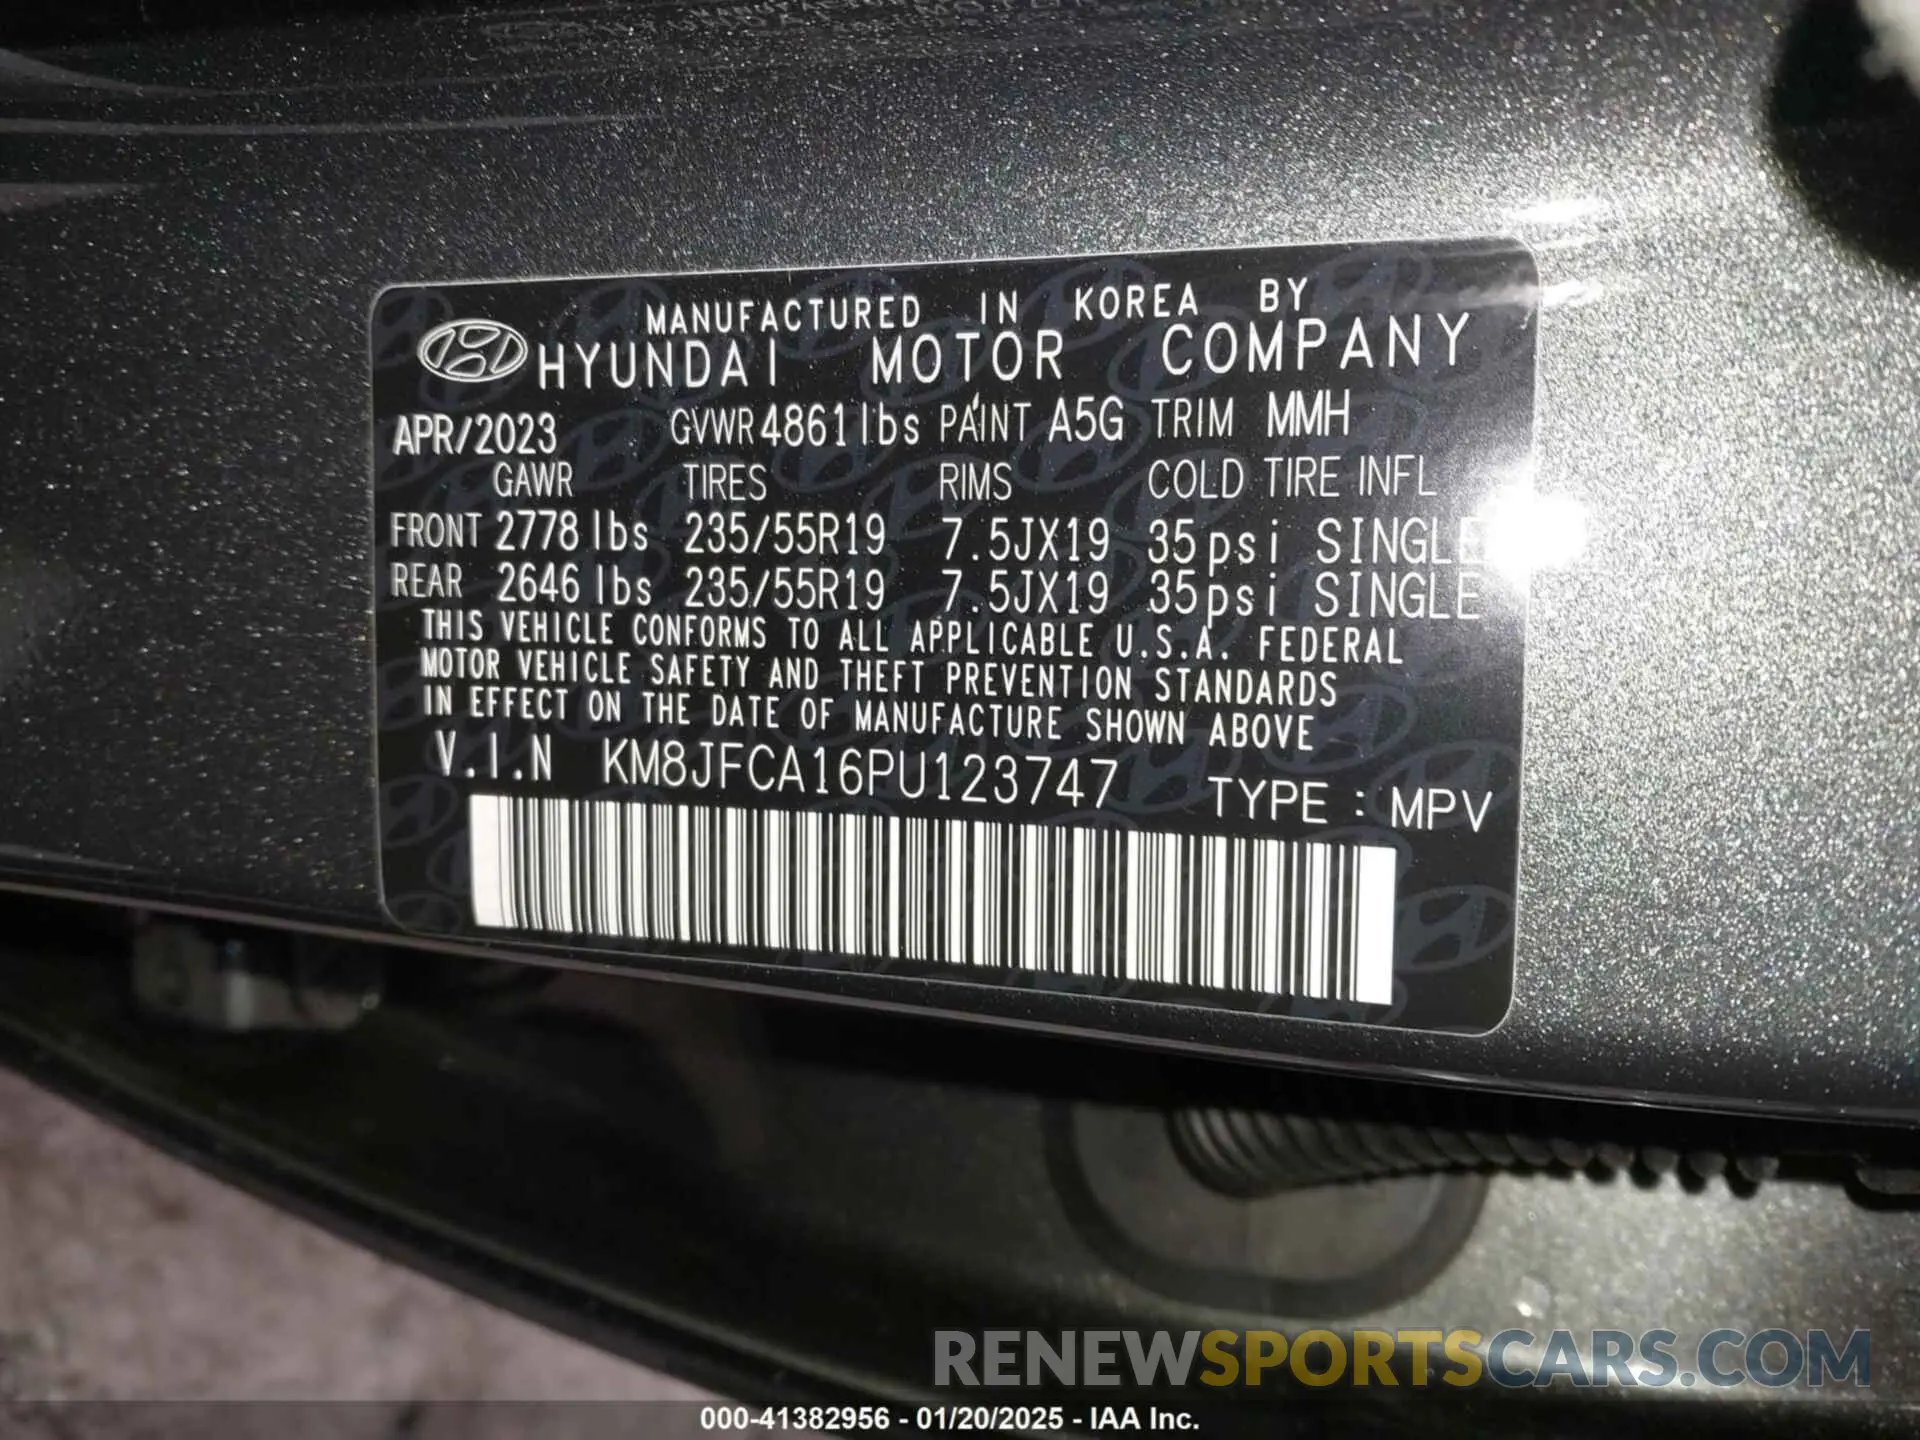 MANUFACTURED IN KOREA BY
HYUNDAI MOTOR COMPANY
APR/2023 GVWR 4861 lbs PAINT A5G TRIM MMH
GAWR TIRES RIMS COLD TIRE INFL
FRONT 2778 lbs 235/55R19 7.5JX19 35psi SINGLE
REAR 2646 lbs 235/55R19 7.5JX19 35psi SINGLE
THIS VEHICLE CONFORMS TO ALL APPLICABLE U.S.A. FEDERAL
MOTOR VEHICLE SAFETY AND THEFT PREVENTION STANDARDS
IN EFFECT ON THE DATE OF MANUFACTURE SHOWN ABOVE
V.I.N KM8JFCA16PU123747 TYPE : MPV
RENEWSPORTSCARS.COM
000-41382956 - 01/20/2025 - IAA Inc.